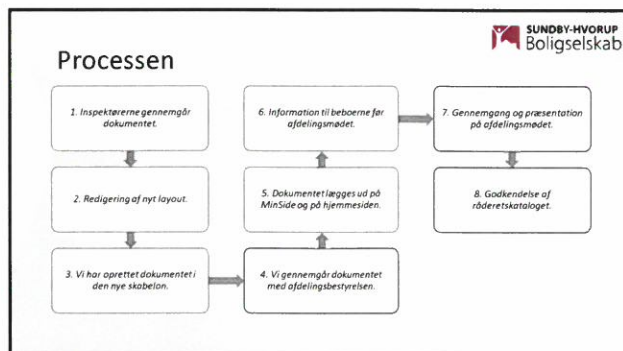 SUNDBY-HVORUP
Boligselskab
Processen
1. Inspektørerne gennemgår
dokumentet.
2. Redigering af nyt layout.
3. Vi har oprettet dokumentet i
den nye skabelon.
4. Vi gennemgår dokumentet
med afdelingsbestyrelsen.
5. Dokumentet lægges ud på
MinSide og på hjemmesiden.
6. Information til beboerne før
afdelingsmødet.
7. Gennemgang og præsentation
på afdelingsmødet.
8. Godkendelse af
råderetskataloget.